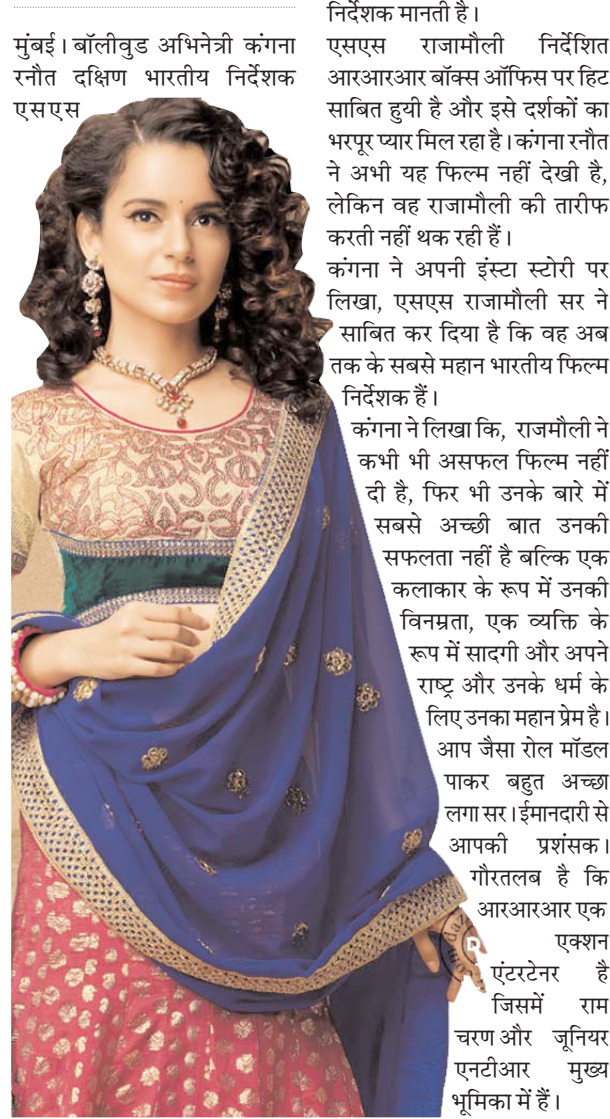 मुंबई। बॉलीवुड अभिनेत्री कंगना
रनौत दक्षिण भारतीय निर्देशक
एसएस
निर्देशक मानती है।
एसएस राजामौली निर्देशित
आरआरआर बॉक्स ऑफिस पर हिट
साबित हुयी है और इसे दर्शकों का
भरपूर प्यार मिल रहा है। कंगना रनौत
ने अभी यह फिल्म नहीं देखी है,
लेकिन वह राजामौली की तारीफ
करती नहीं थक रही हैं।
कंगना ने अपनी इंस्टा स्टोरी पर
लिखा, एसएस राजामौली सर ने
साबित कर दिया है कि वह अब
तक के सबसे महान भारतीय फिल्म
निर्देशक हैं।
कंगना ने लिखा कि, राजमौली ने
कभी भी असफल फिल्म नहीं
दी है, फिर भी उनके बारे में
सबसे अच्छी बात उनकी
सफलता नहीं है बल्कि एक
कलाकार के रूप में उनकी
विनम्रता, एक व्यक्ति के
रूप में सादगी और अपने
राष्ट्र और उनके धर्म के
लिए उनका महान प्रेम है।
आप जैसा रोल मॉडल
पाकर बहुत अच्छा
लगा सर। ईमानदारी से
आपकी प्रशंसक।
गौरतलब है कि
आरआरआर एक
एक्शन
एंटरटेनर है
जिसमें राम
चरण और जूनियर
एनटीआर मुख्य
भूमिका में हैं।